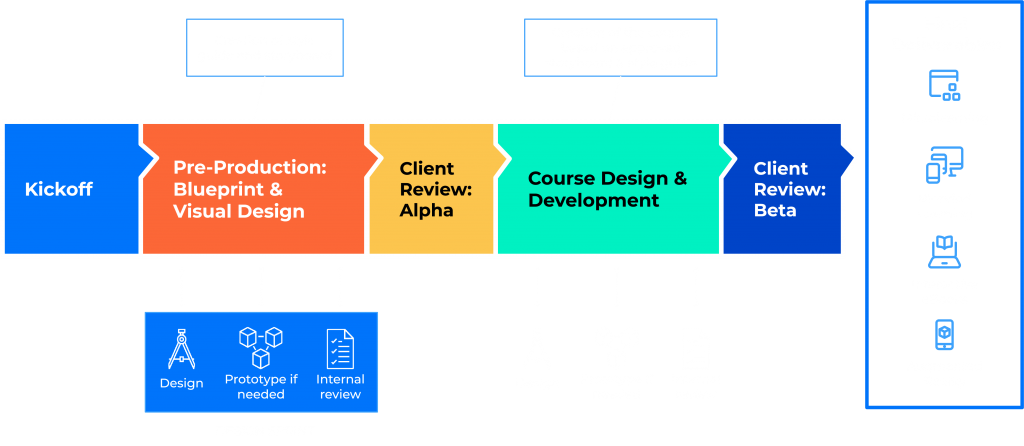 Kickoff
Pre-Production:
Blueprint &
Visual Design
Client
Review:
Alpha
Course Design &
Development
Client
Review:
Beta
Design
Prototype if
needed
Internal
review